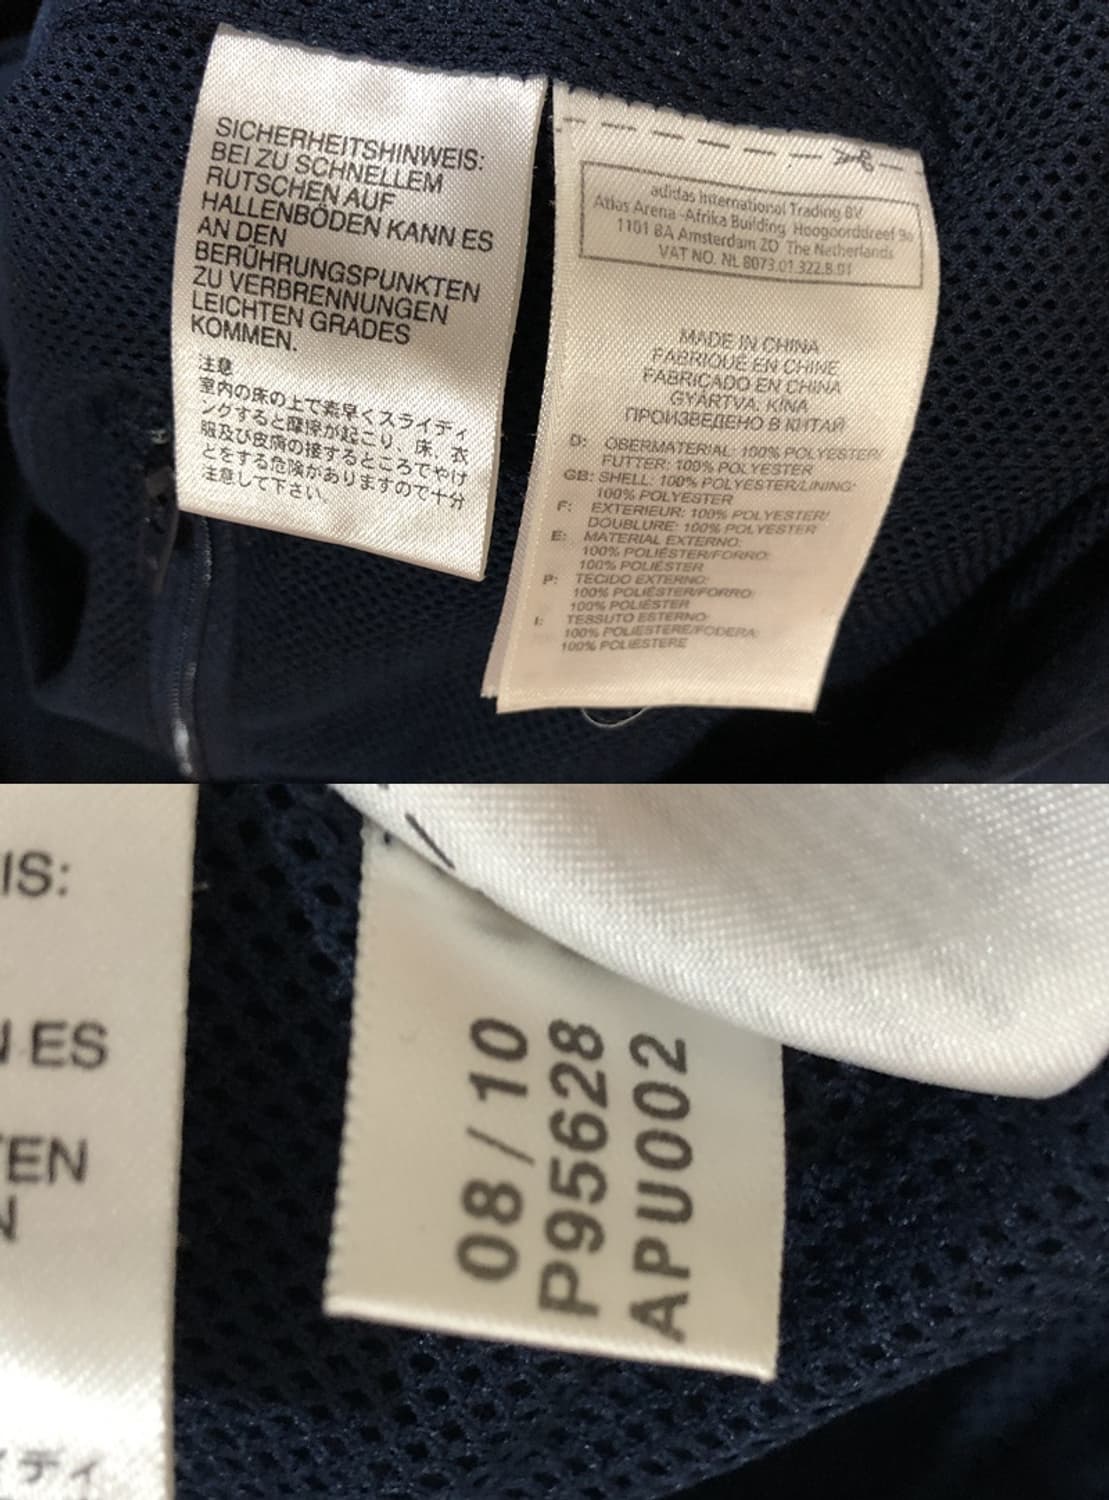 SICHERHEITSHINWEIS:
BEI ZU SCHNELLEM
RUTSCHEN AUF
HALLENBÖDEN KANN ES
AN DEN
BERÜHRUNGSPUNKTEN
ZU VERBRENNUNGEN
LEICHTEN GRADES
KOMMEN.
注意
室内の床の上で素早くスライディ
ングすると摩擦が起こり、床、衣
服及び皮膚の接するところでやけ
どをする危険がありますので十分
注意して下さい。
adidas International Trading BV
Atlas Arena -Afrika Building Hoogoorddreef 9a
1101 BA Amsterdam ZO The Netherlands
VAT NO. NL 8073.01.322.B.01
MADE IN CHINA
FABRIQUÉ EN CHINE
FABRICADO EN CHINA
GYÁRTVA. KÍNA
ПРОИЗВЕДЕНО В КИТАЙ
D: OBERMATERIAL: 100% POLYESTER/
FUTTER: 100% POLYESTER
GB: SHELL: 100% POLYESTER/LINING:
100% POLYESTER
F: EXTERIEUR: 100% POLYESTER/
DOUBLURE: 100% POLYESTER
E: MATERIAL EXTERNO:
100% POLIÉSTER/FORRO:
100% POLIÉSTER
P: TECIDO EXTERNO:
100% POLIÉSTER/FORRO:
100% POLIÉSTER
I: TESSUTO ESTERNO:
100% POLIESTERE/FODERA:
100% POLIESTERE
IS:
N ES
TEN
N
ィディ
08/10
P95628
APU002